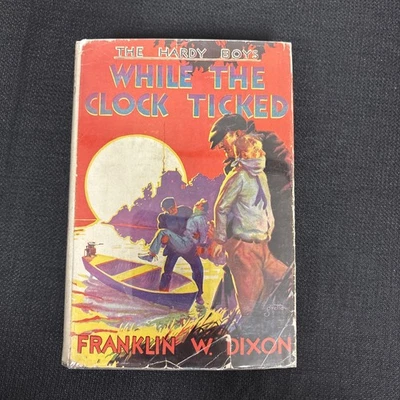 THE HARDY BOYS
WHILE THE
CLOCK TICKED
FRANKLIN W. DIXON